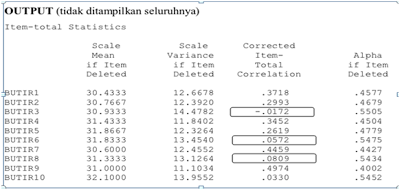 OUTPUT (tidak ditampilkan seluruhnya)
Item-total Statistics
Scale Scale Corrected
Mean Variance Item- Alpha
if Item if Item Total if Item
Deleted Deleted Correlation Deleted
BUTIR1 30.4333 12.6678 .3718 .4577
BUTIR2 30.7667 12.3920 .2993 .4679
BUTIR3 30.9333 14.4782 -.0172 .5505
BUTIR4 31.4333 11.8402 .3452 .4504
BUTIR5 31.8667 12.3264 .2619 .4779
BUTIR6 31.8333 13.4540 .0572 .5475
BUTIR7 30.6000 12.4552 .4459 .4427
BUTIR8 31.3333 13.1264 .0809 .5434
BUTIR9 31.0000 11.1034 .4974 .4002
BUTIR10 32.1000 13.9552 .0330 .5452